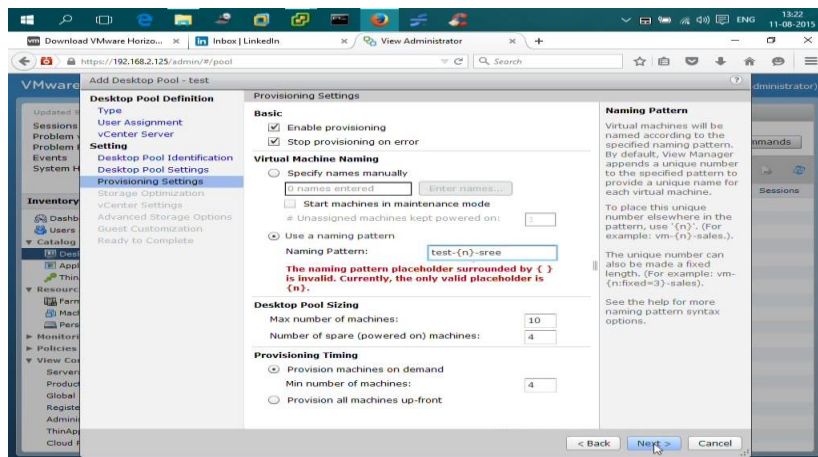 ENG
13:22
11-08-2015
Download VMware Horizo...
Inbox | LinkedIn
View Administrator
https://192.168.2.125/admin/#/pool
Search
VMware
Add Desktop Pool - test
dministrator)
Updated
Sessions
Problem
Problem
Events
System H
Inventory
Dashb
Users
Catalog
Desk
Appl
Thin
Resourc
Farm
Mach
Pers
Monitori
Policies
View Con
Server
Product
Global
Registe
Adminis
ThinApp
Cloud P
Desktop Pool Definition
Type
User Assignment
vCenter Server
Setting
Desktop Pool Identification
Desktop Pool Settings
Provisioning Settings
Storage Optimization
vCenter Settings
Advanced Storage Options
Guest Customization
Ready to Complete
Provisioning Settings
Basic
Enable provisioning
Stop provisioning on error
Virtual Machine Naming
Specify names manually
0 names entered
Enter names...
Start machines in maintenance mode
# Unassigned machines kept powered on:
Use a naming pattern
Naming Pattern:
test-{n}-sree
The naming pattern placeholder surrounded by { }
is invalid. Currently, the only valid placeholder is
{n}.
Desktop Pool Sizing
Max number of machines:
10
Number of spare (powered on) machines:
4
Provisioning Timing
Provision machines on demand
Min number of machines:
4
Provision all machines up-front
Naming Pattern
Virtual machines will be
named according to the
specified naming pattern.
By default, View Manager
appends a unique number
to the specified pattern to
provide a unique name for
each virtual machine.
To place this unique
number elsewhere in the
pattern, use '{n}'. (For
example: vm-{n}-sales.).
The unique number can
also be made a fixed
length. (For example: vm-
{n:fixed=3}-sales).
See the help for more
naming pattern syntax
options.
mmands
Sessions
< Back
Next >
Cancel